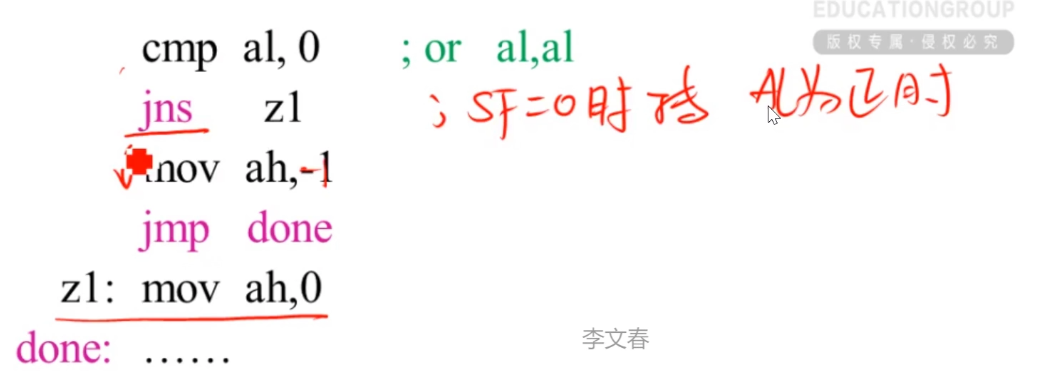 EDUCATIONGROUP
版权专属·侵权必究
cmp al, 0 ; or al,al
jns z1 ; SF=0时转 AL为正时
mov ah,-1
jmp done
z1: mov ah,0
done: ……
李文春